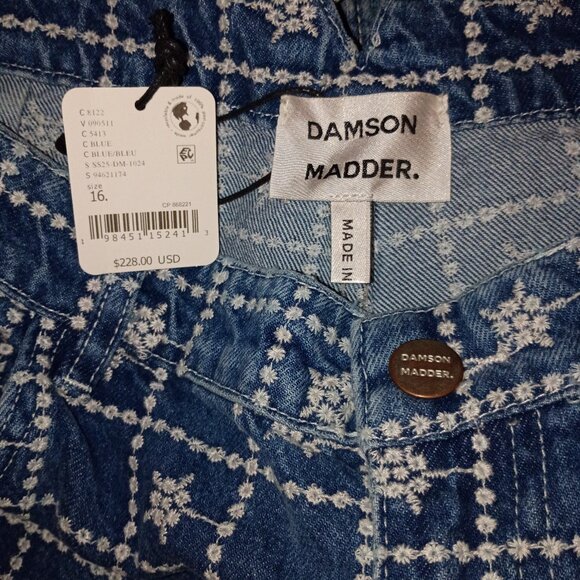 C 8122
V 090511
C 5413
C BLUE
C BLUE/BLEU
S SS25-DM-1024
S 94621174
size
16.
CP 868221
1 98451 15241 3
$228.00 USD
DAMSON
MADDER.
MADE IN
DAMSON
MADDER.